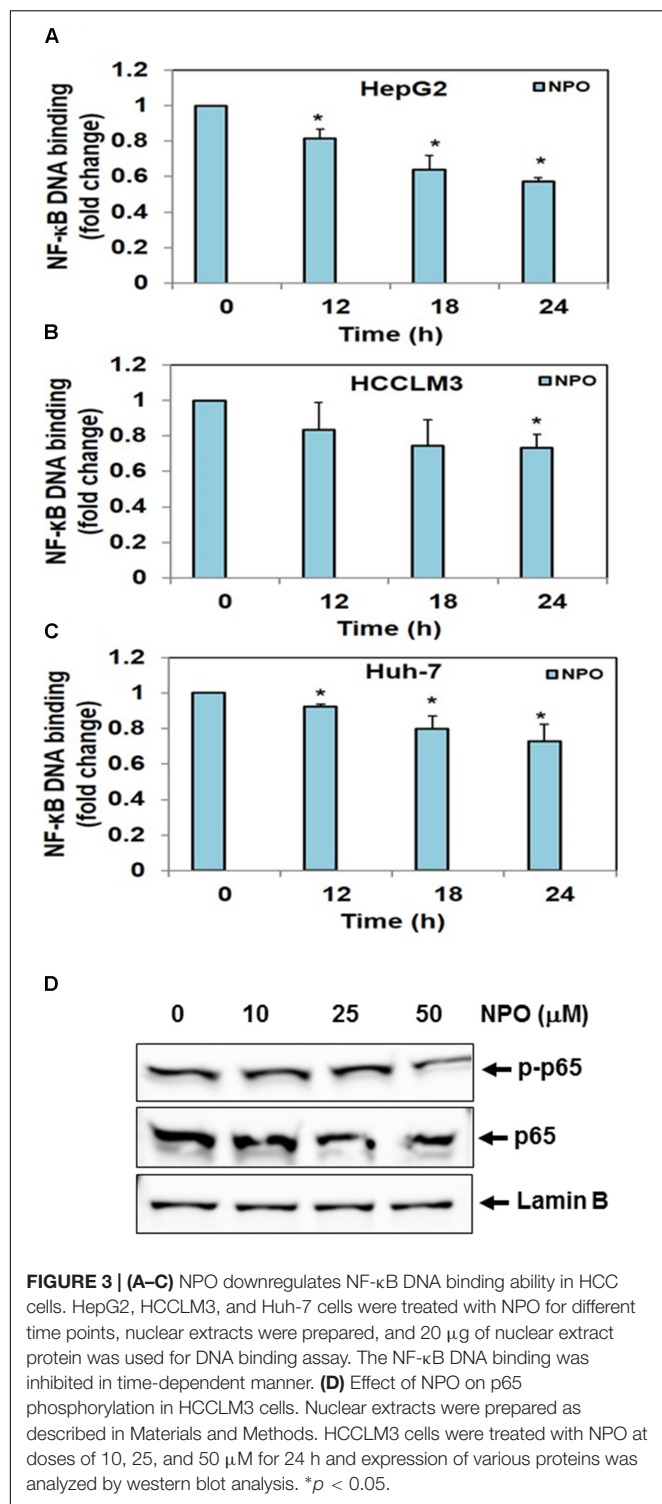 A
1.2
HepG2
NPO
1
*
0.8
*
*
0.6
0.4
0.2
0
NF-κB DNA binding
(fold change)
0 12 18 24
Time (h)
B
1.2
HCCLM3
NPO
1
*
0.8
0.6
0.4
0.2
0
NF-κB DNA binding
(fold change)
0 12 18 24
Time (h)
C
1.2
Huh-7
NPO
1
*
*
*
0.8
0.6
0.4
0.2
0
NF-κB DNA binding
(fold change)
0 12 18 24
Time (h)
D
0 10 25 50 NPO (μM)
p-p65
p65
Lamin B
FIGURE 3 | (A–C) NPO downregulates NF-κB DNA binding ability in HCC
cells. HepG2, HCCLM3, and Huh-7 cells were treated with NPO for different
time points, nuclear extracts were prepared, and 20 μg of nuclear extract
protein was used for DNA binding assay. The NF-κB DNA binding was
inhibited in time-dependent manner. (D) Effect of NPO on p65
phosphorylation in HCCLM3 cells. Nuclear extracts were prepared as
described in Materials and Methods. HCCLM3 cells were treated with NPO at
doses of 10, 25, and 50 μM for 24 h and expression of various proteins was
analyzed by western blot analysis. *p < 0.05.